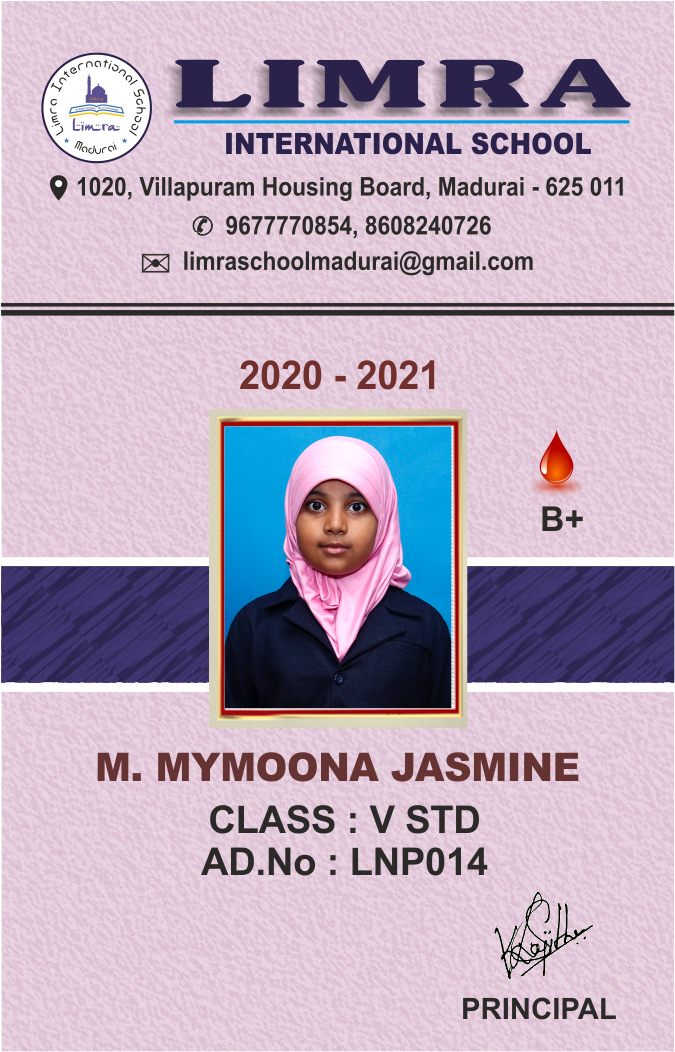 Limra International School
Limra
Madurai
LIMRA
INTERNATIONAL SCHOOL
1020, Villapuram Housing Board, Madurai - 625 011
✆ 9677770854, 8608240726
✉ limraschoolmadurai@gmail.com
2020 - 2021
B+
M. MYMOONA JASMINE
CLASS : V STD
AD.No : LNP014
PRINCIPAL